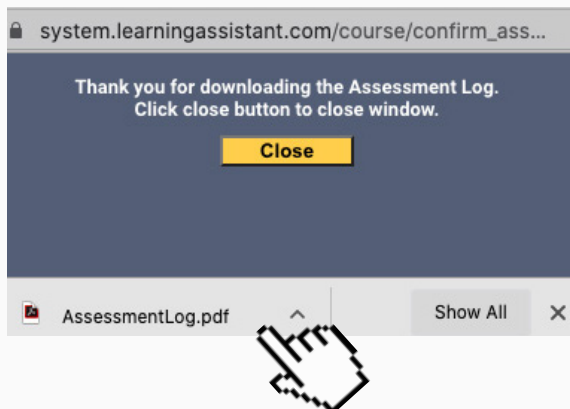 system.learningassistant.com/course/confirm_ass...
Thank you for downloading the Assessment Log.
Click close button to close window.
Close
AssessmentLog.pdf
Show All